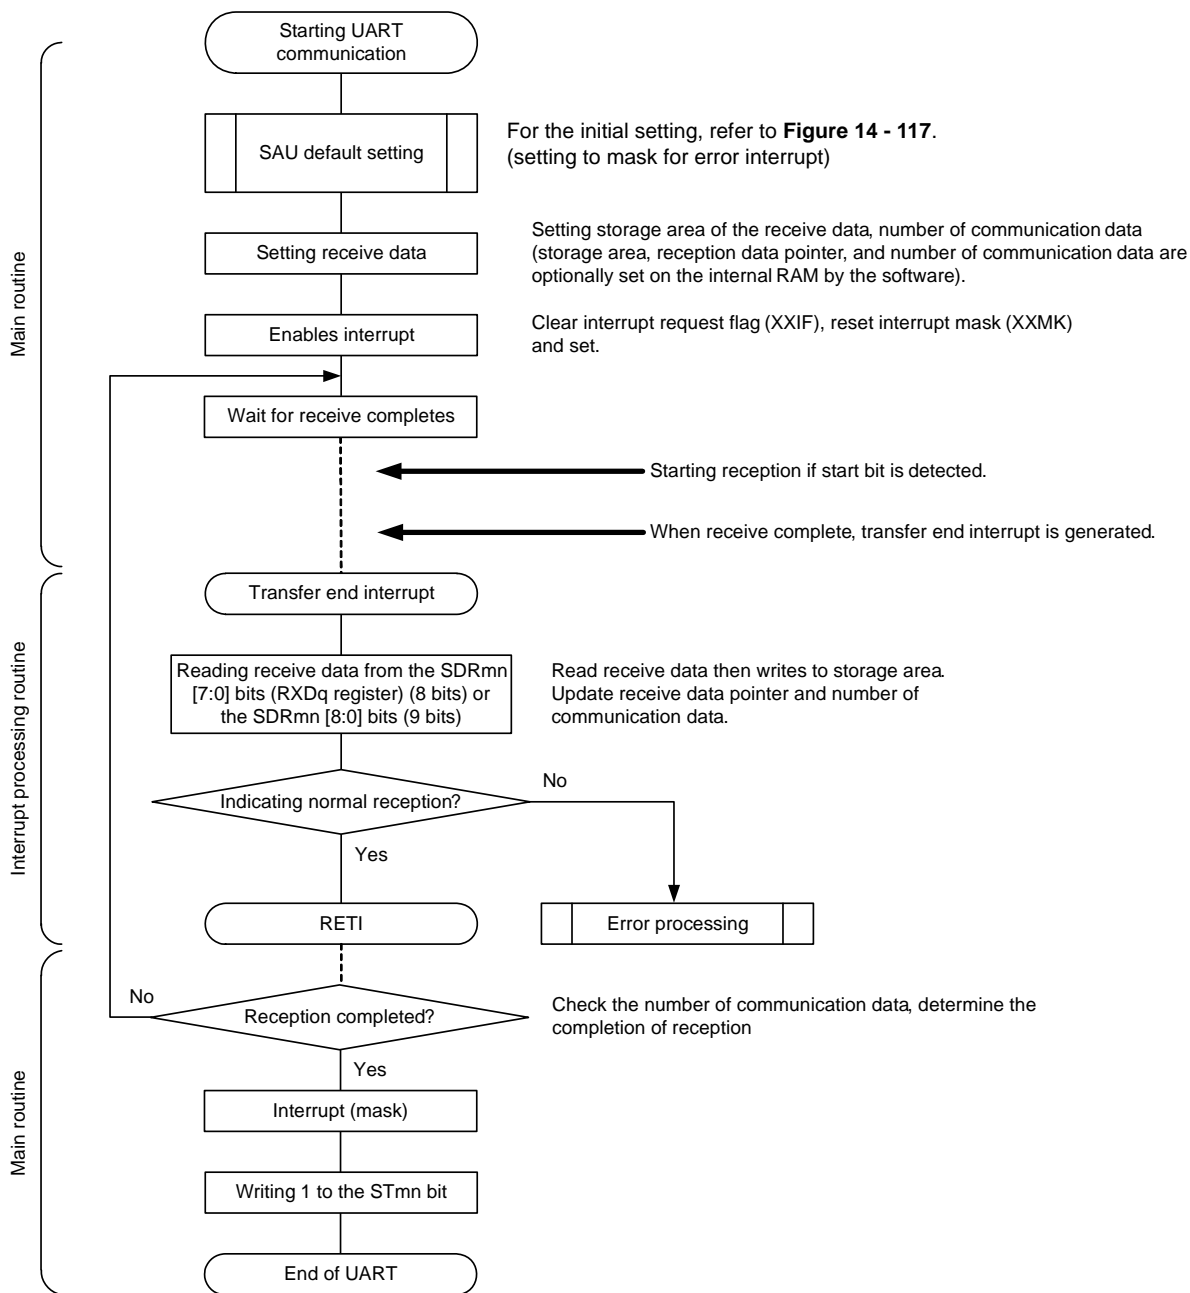 Starting UART
communication
SAU default setting
For the initial setting, refer to Figure 14 - 117.
(setting to mask for error interrupt)
Main routine
Setting receive data
Setting storage area of the receive data, number of communication data
(storage area, reception data pointer, and number of communication data are
optionally set on the internal RAM by the software).
Enables interrupt
Clear interrupt request flag (XXIF), reset interrupt mask (XXMK)
and set.
Wait for receive completes
Starting reception if start bit is detected.
When receive complete, transfer end interrupt is generated.
Interrupt processing routine
Transfer end interrupt
Reading receive data from the SDRmn
[7:0] bits (RXDq register) (8 bits) or
the SDRmn [8:0] bits (9 bits)
Read receive data then writes to storage area.
Update receive data pointer and number of
communication data.
Indicating normal reception?
No
Yes
RETI
Error processing
Main routine
No
Reception completed?
Check the number of communication data, determine the
completion of reception
Yes
Interrupt (mask)
Writing 1 to the STmn bit
End of UART